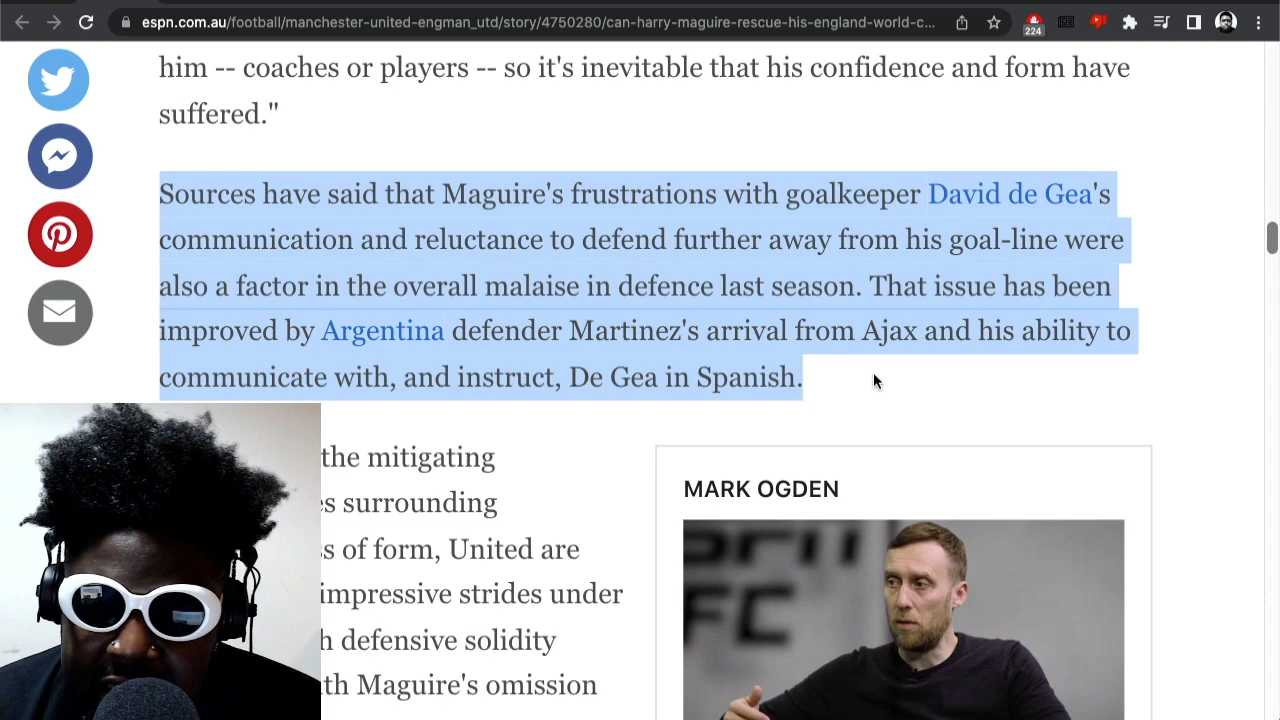 espn.com.au/football/manchester-united-engman_utd/story/4750280/can-harry-maguire-rescue-his-england-world-c...
224
him -- coaches or players -- so it's inevitable that his confidence and form have
suffered."
Sources have said that Maguire's frustrations with goalkeeper David de Gea's
communication and reluctance to defend further away from his goal-line were
also a factor in the overall malaise in defence last season. That issue has been
improved by Argentina defender Martinez's arrival from Ajax and his ability to
communicate with, and instruct, De Gea in Spanish.
the mitigating
surrounding
of form, United are
impressive strides under
defensive solidity
Maguire's omission
MARK OGDEN
ESPN
FC